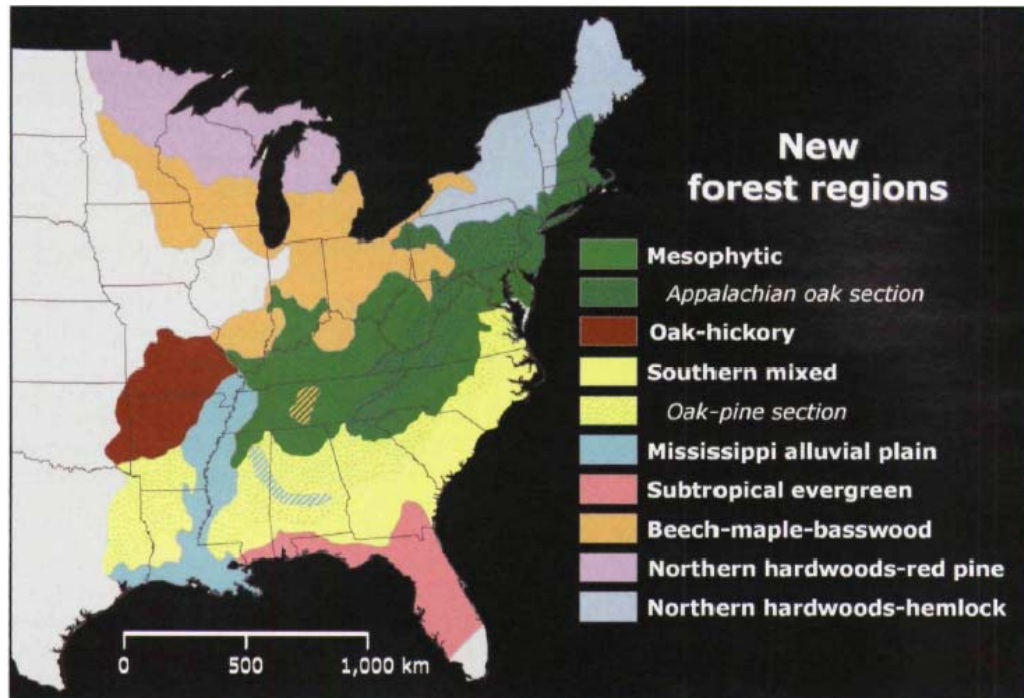 New
forest regions
Mesophytic
Appalachian oak section
Oak-hickory
Southern mixed
Oak-pine section
Mississippi alluvial plain
Subtropical evergreen
Beech-maple-basswood
Northern hardwoods-red pine
Northern hardwoods-hemlock
0 500 1,000 km